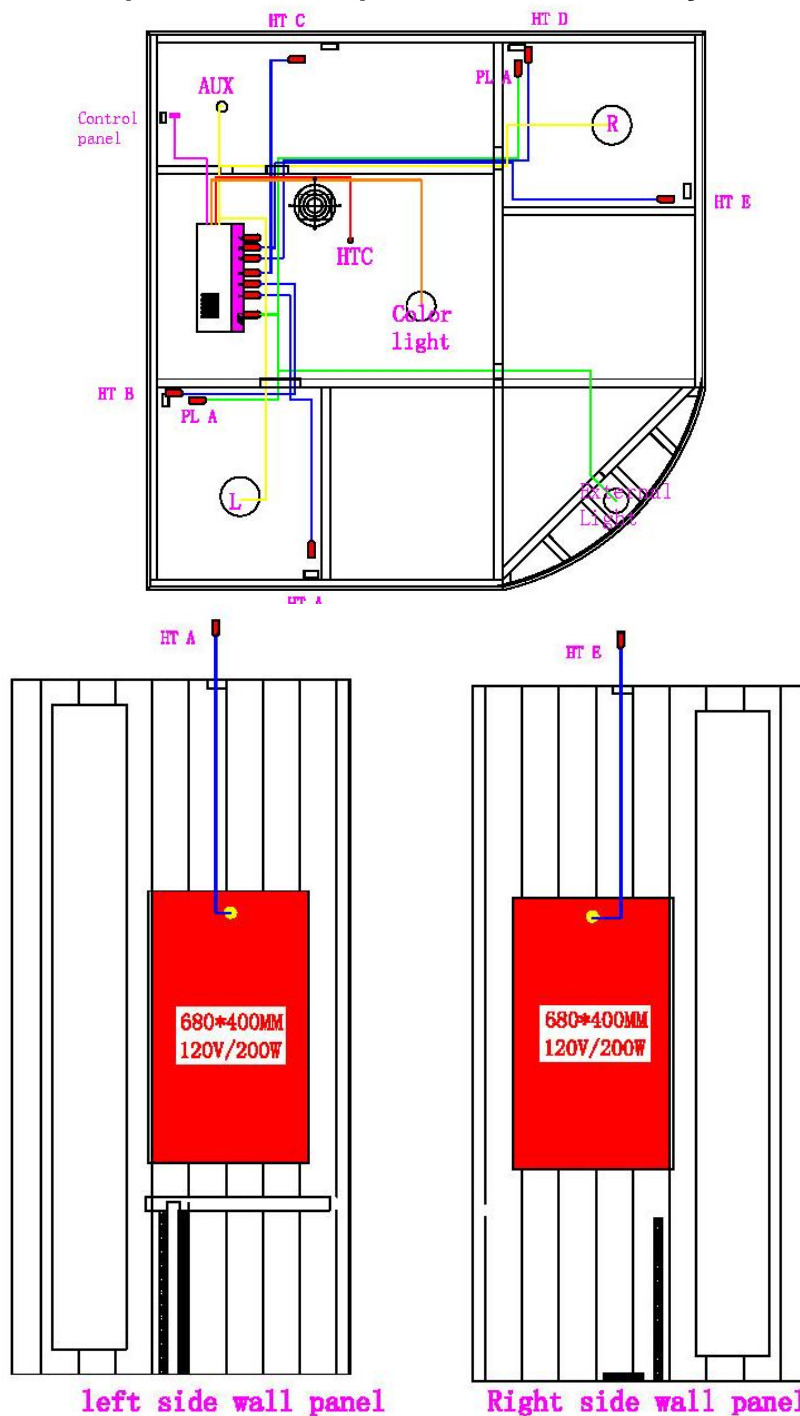 HT C
HT D
PL A
AUX
R
Control
panel
HT E
HTC
Color
light
HT B
PL A
L
External
Light
HT A
HT A
HT E
680*400MM
120V/200W
680*400MM
120V/200W
left side wall panel
Right side wall panel